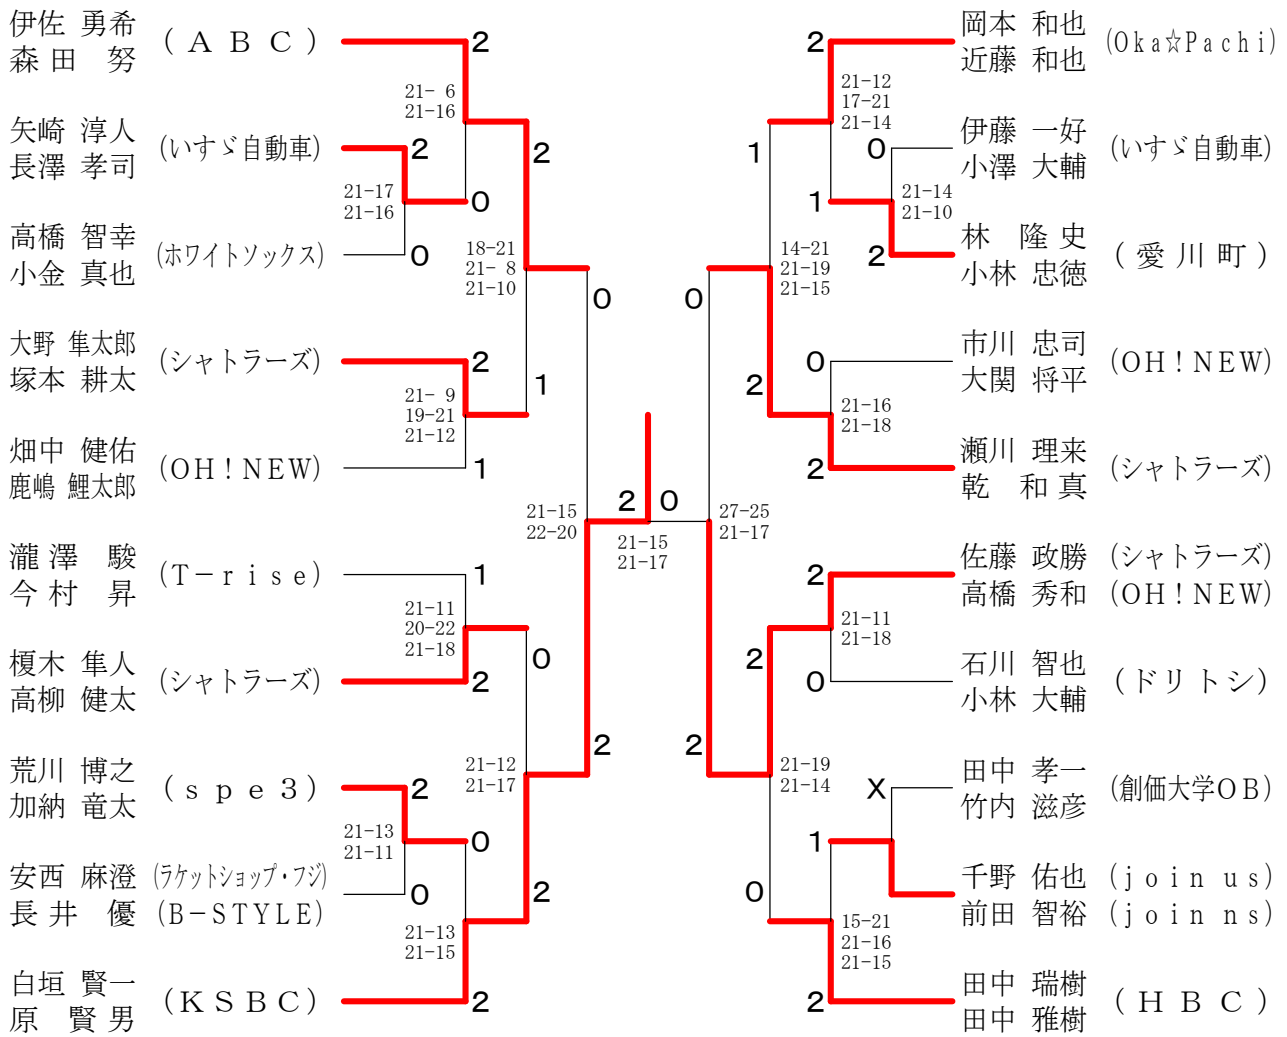 伊佐 勇希
森田 努
(ＡＢＣ)
2
21- 6
21-16
矢崎 淳人
長澤 孝司
(いすゞ自動車)
2
21-17
21-16
0
高橋 智幸
小金 真也
(ホワイトソックス)
0
2
18-21
21- 8
21-10
0
大野 隼太郎
塚本 耕太
(シャトラーズ)
2
21- 9
19-21
21-12
1
畑中 健佑
鹿嶋 鯉太郎
(OH！NEW)
1
21-15
22-20
瀧澤 駿
今村 昇
(Ｔ－ｒｉｓｅ)
1
21-11
20-22
21-18
0
榎木 隼人
高柳 健太
(シャトラーズ)
2
2
21-12
21-17
荒川 博之
加納 竜太
(ｓｐｅ３)
2
21-13
21-11
0
安西 麻澄
長井 優
(ラケットショップ・フジ)
(B－STYLE)
0
2
21-13
21-15
白垣 賢一
原 賢男
(ＫＳＢＣ)
2
2
0
21-15
21-17
岡本 和也
近藤 和也
(Oka☆Pachi)
2
21-12
17-21
21-14
伊藤 一好
小澤 大輔
(いすゞ自動車)
0
21-14
21-10
1
1
林 隆史
小林 忠徳
(愛川町)
2
14-21
21-19
21-15
0
市川 忠司
大関 将平
(OH！NEW)
0
21-16
21-18
2
瀬川 理来
乾 和真
(シャトラーズ)
2
27-25
21-17
佐藤 政勝
高橋 秀和
(シャトラーズ)
(OH！NEW)
2
21-11
21-18
2
石川 智也
小林 大輔
(ドリトシ)
0
2
21-19
21-14
田中 孝一
竹内 滋彦
(創価大学ＯＢ)
X
1
千野 佑也
前田 智裕
(join us)
(join ns)
0
15-21
21-16
21-15
田中 瑞樹
田中 雅樹
(ＨＢＣ)
2